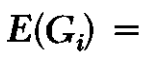 E(G_i) =